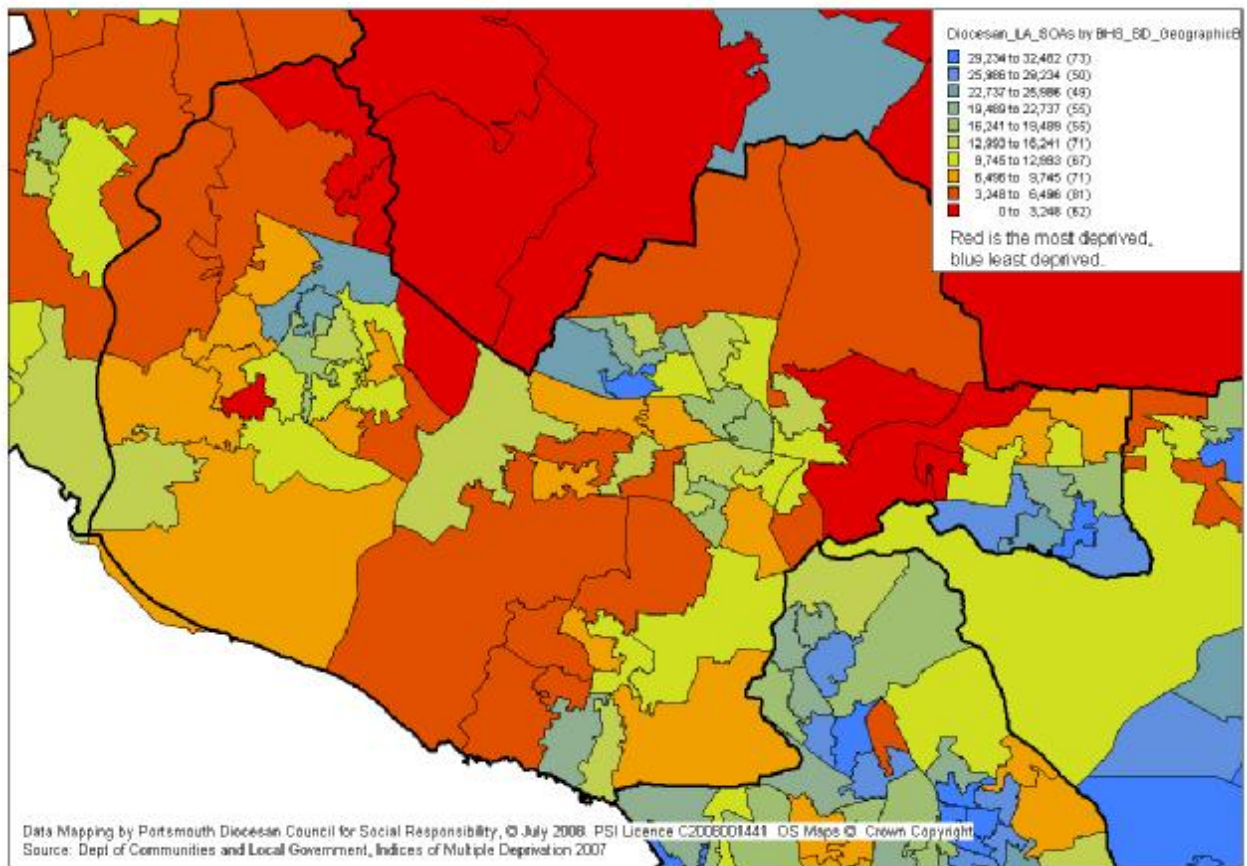 Diocesan_LA_SOAs by BHS_BD_GeographicB
29,234 to 32,482 (73)
25,986 to 29,234 (50)
22,737 to 25,986 (49)
19,489 to 22,737 (55)
16,241 to 19,489 (55)
12,993 to 16,241 (71)
9,745 to 12,993 (67)
6,496 to 9,745 (71)
3,248 to 6,496 (81)
0 to 3,248 (62)
Red is the most deprived,
blue least deprived.
Data Mapping by Portsmouth Diocesan Council for Social Responsibility, © July 2008. PSI Licence C2008001441 OS Maps © Crown Copyright
Source: Dept of Communities and Local Government, Indices of Multiple Deprivation 2007